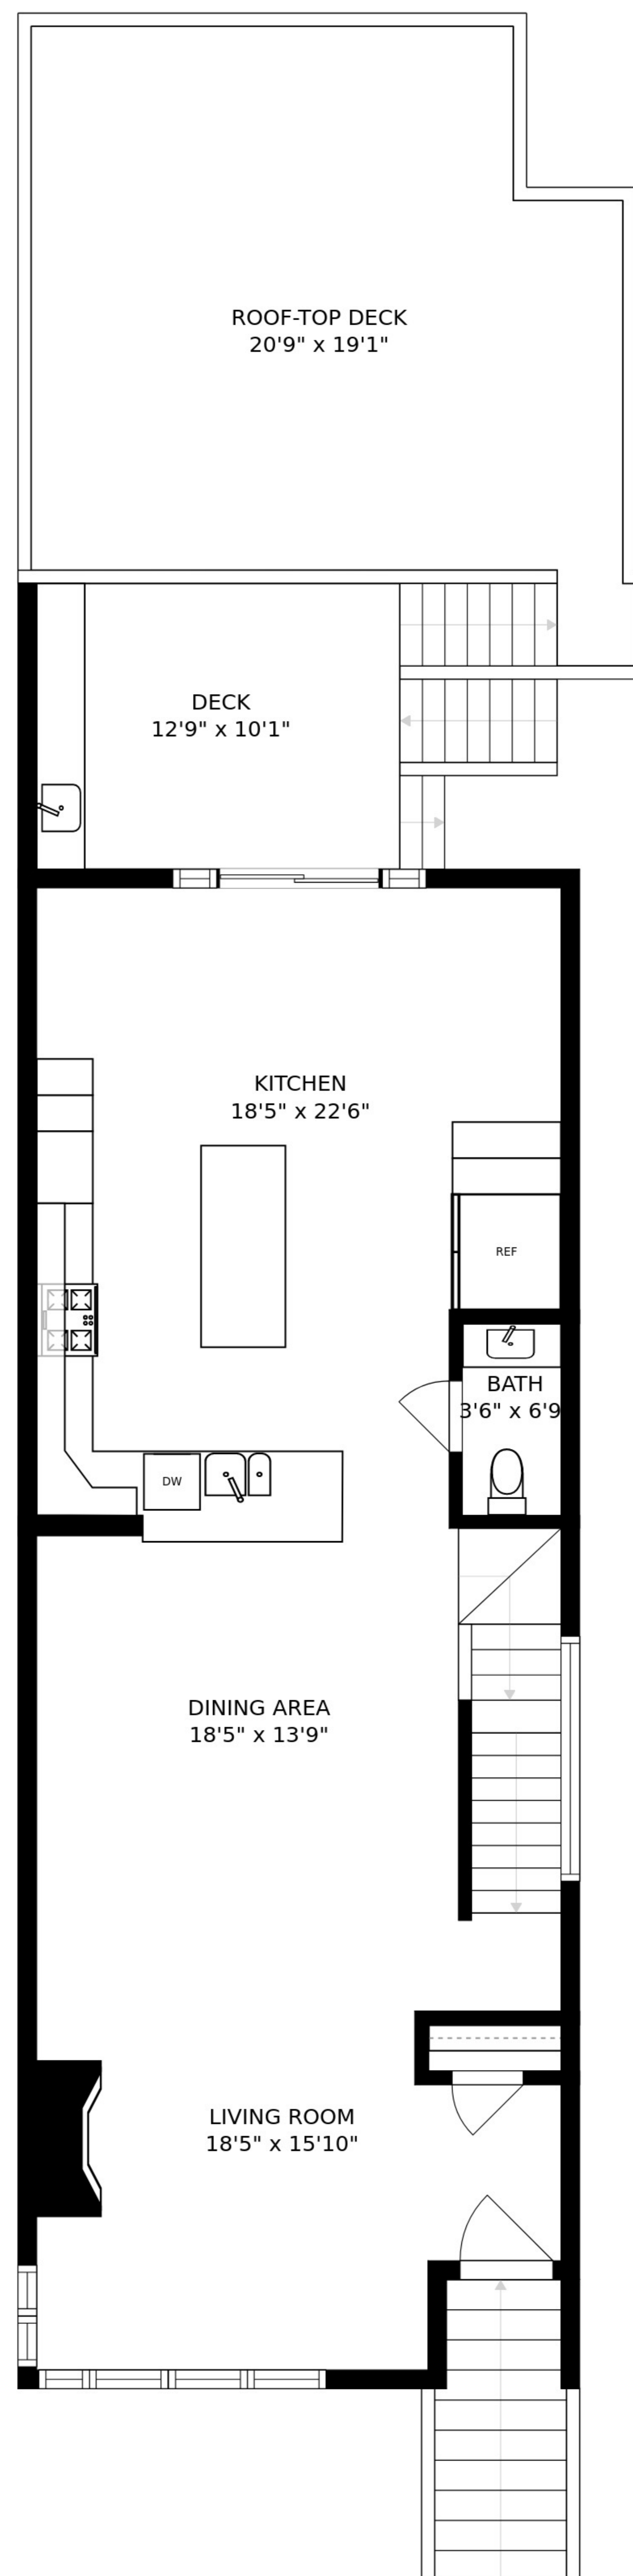 ROOF-TOP DECK
20'9" x 19'1"
DECK
12'9" x 10'1"
KITCHEN
18'5" x 22'6"
REF
BATH
3'6" x 6'9
DW
DINING AREA
18'5" x 13'9"
LIVING ROOM
18'5" x 15'10"